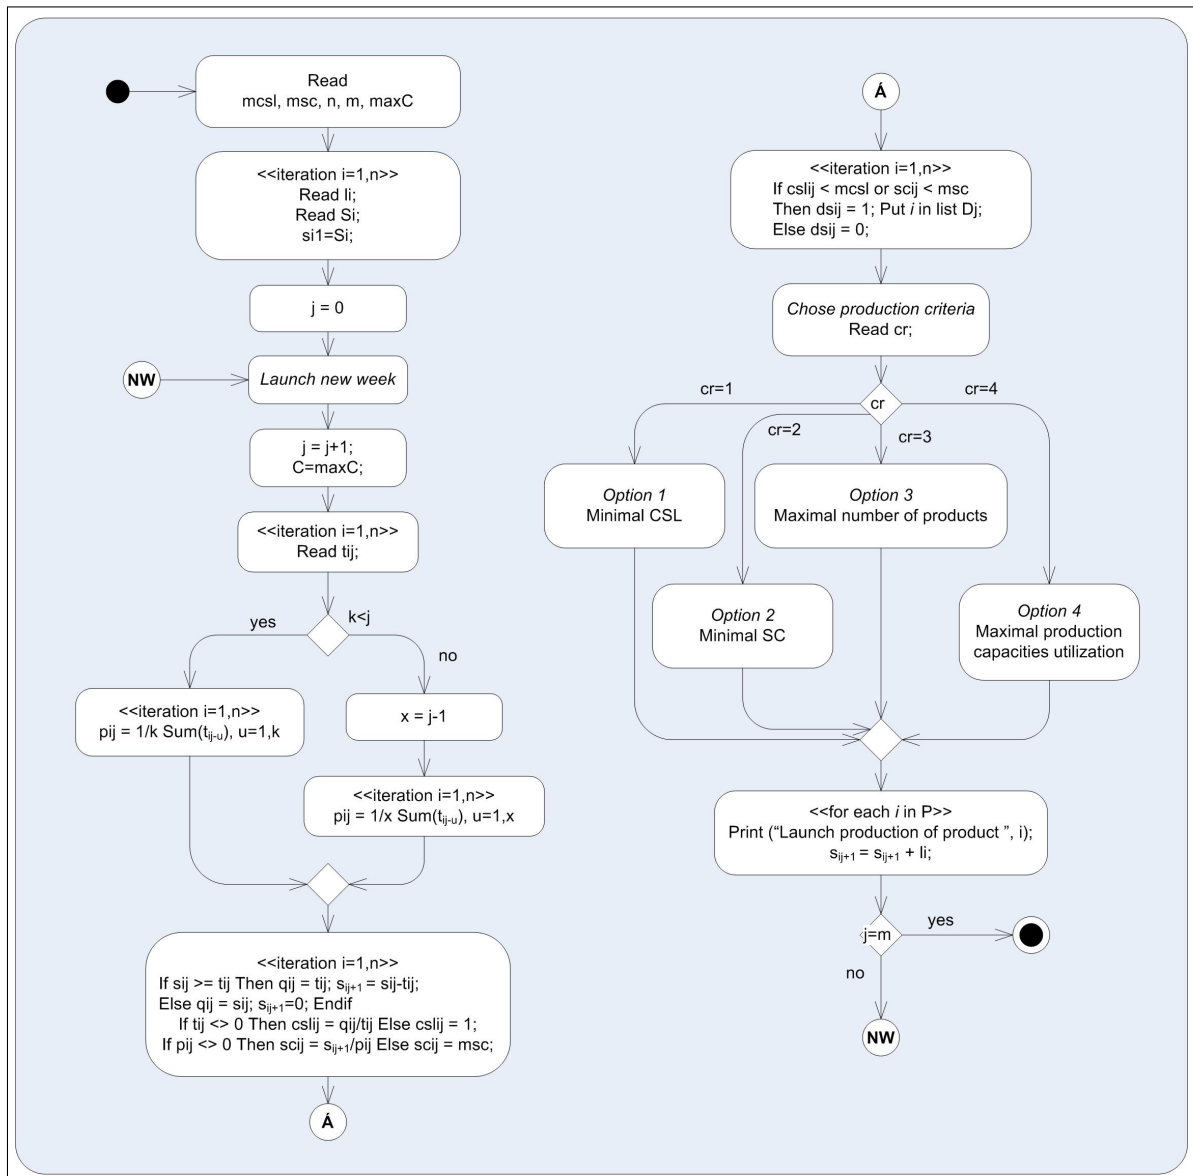 Read
mcsl, msc, n, m, maxC
<<iteration i=1,n>>
Read li;
Read Si;
si1=Si;
j = 0
NW
Launch new week
j = j+1;
C=maxC;
<<iteration i=1,n>>
Read tij;
k<j
yes
no
<<iteration i=1,n>>
pij = 1/k Sum(tij-u), u=1,k
x = j-1
<<iteration i=1,n>>
pij = 1/x Sum(tij-u), u=1,x
<<iteration i=1,n>>
If sij >= tij Then qij = tij; sij+1 = sij-tij;
Else qij = sij; sij+1=0; Endif
If tij <> 0 Then cslij = qij/tij Else cslij = 1;
If pij <> 0 Then scij = sij+1/pij Else scij = msc;
Á
Á
<<iteration i=1,n>>
If cslij < mcsl or scij < msc
Then dsij = 1; Put i in list Dj;
Else dsij = 0;
Chose production criteria
Read cr;
cr
cr=1
cr=2
cr=3
cr=4
Option 1
Minimal CSL
Option 2
Minimal SC
Option 3
Maximal number of products
Option 4
Maximal production
capacities utilization
<<for each i in P>>
Print (“Launch production of product ”, i);
sij+1 = sij+1 + li;
j=m
yes
no
NW